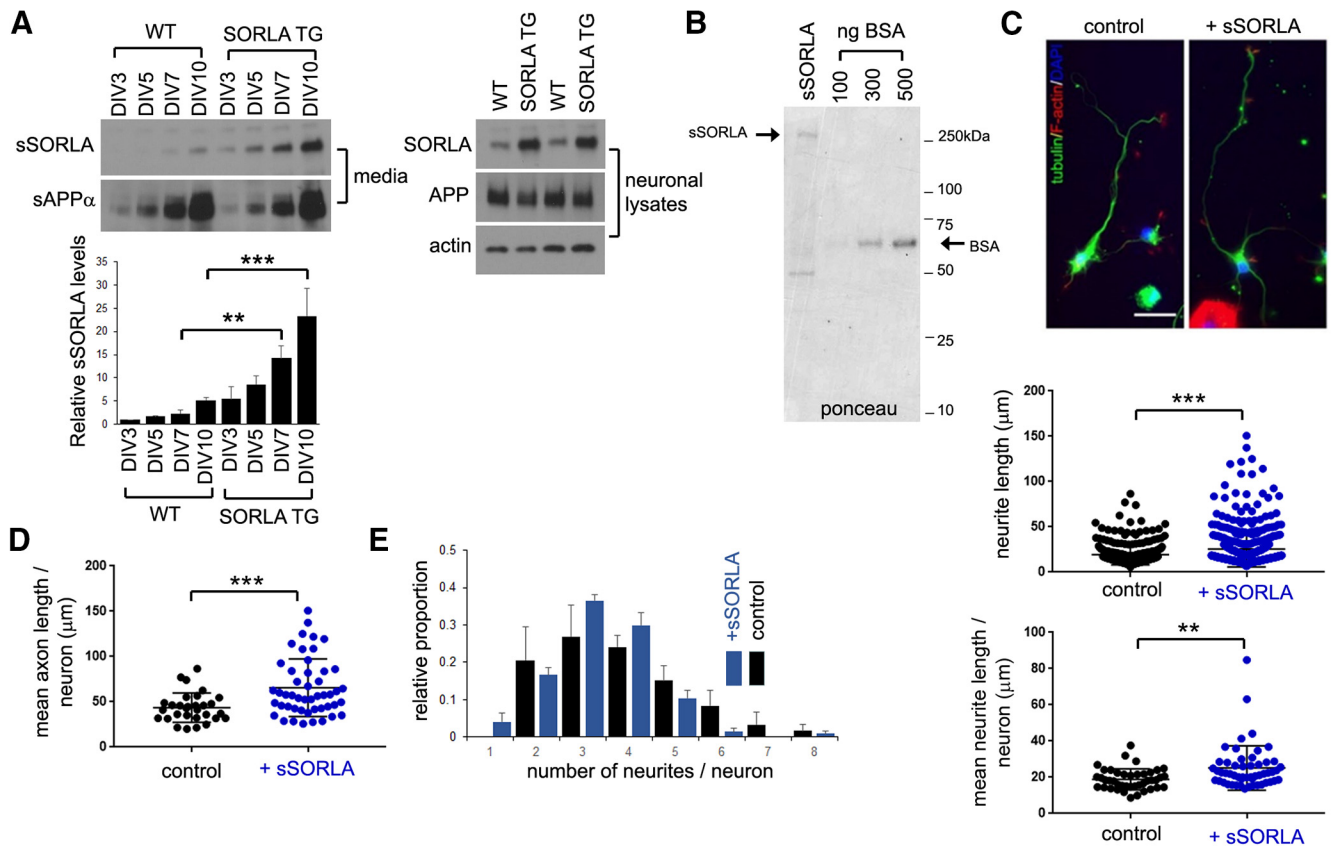 A
WT
SORLA TG
DIV3
DIV5
DIV7
DIV10
DIV3
DIV5
DIV7
DIV10
sSORLA
sAPPα
media
WT
SORLA TG
WT
SORLA TG
SORLA
APP
actin
neuronal
lysates
Relative sSORLA levels
35
30
25
20
15
10
5
0
***
**
DIV3
DIV5
DIV7
DIV10
DIV3
DIV5
DIV7
DIV10
WT
SORLA TG
B
sSORLA
ng BSA
100
300
500
sSORLA
250kDa
100
75
BSA
50
25
10
ponceau
C
control
+ sSORLA
tubulin/F-actin/DAPI
neurite length (μm)
200
150
100
50
0
***
control
+ sSORLA
mean neurite length /
neuron (μm)
100
80
60
40
20
0
**
control
+ sSORLA
D
mean axon length /
neuron (μm)
200
150
100
50
0
***
control
+ sSORLA
E
relative proportion
0.5
0.4
0.3
0.2
0.1
0
+sSORLA
control
1 2 3 4 5 6 7 8
number of neurites / neuron